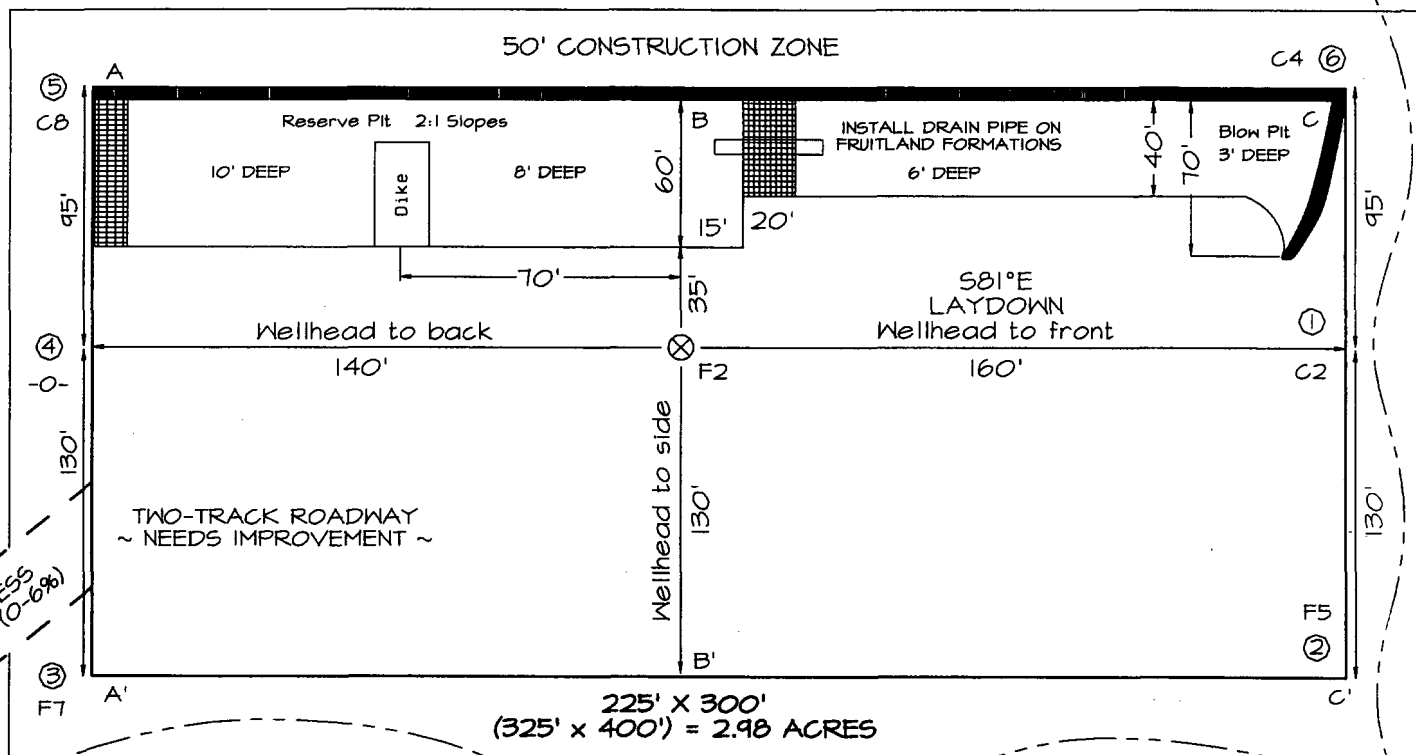 50' CONSTRUCTION ZONE
A
C4 6
5
C8
Reserve Pit 2:1 Slopes
B
INSTALL DRAIN PIPE ON
FRUITLAND FORMATIONS
C
Blow Pit
3' DEEP
10' DEEP
Dike
8' DEEP
60'
6' DEEP
40'
70'
95'
15'
20'
95'
70'
35'
S81°E
LAYDOWN
Wellhead to back
Wellhead to front
1
4
-0-
140'
F2
160'
C2
130'
Wellhead to side
130'
130'
TWO-TRACK ROADWAY
~ NEEDS IMPROVEMENT ~
(0-6%)
F5
2
3
F7
A'
B'
C'
225' X 300'
(325' x 400') = 2.98 ACRES